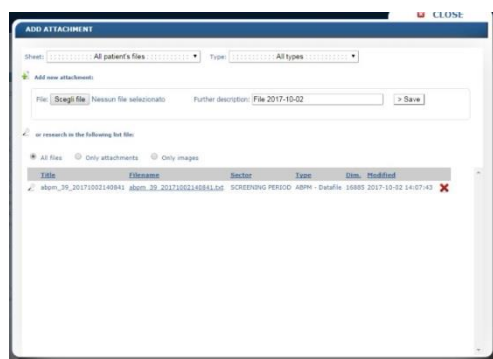 CLOSE
ADD ATTACHMENT
Sheet: : : : : : : : : : : All patient's files : : : : : : : : : : Type: : : : : : : : : : : All types : : : : : : : : : :
Add new attachment:
File: Scegli file Nessun file selezionato Further description: File 2017-10-02 > Save
or research in the following list file:
All files Only attachments Only images
Title Filename Sector Type Dim. Modified
abpm_39_20171002140841 abpm_39_20171002140841.txt SCREENING PERIOD ABPM - Datafile 16885 2017-10-02 14:07:43